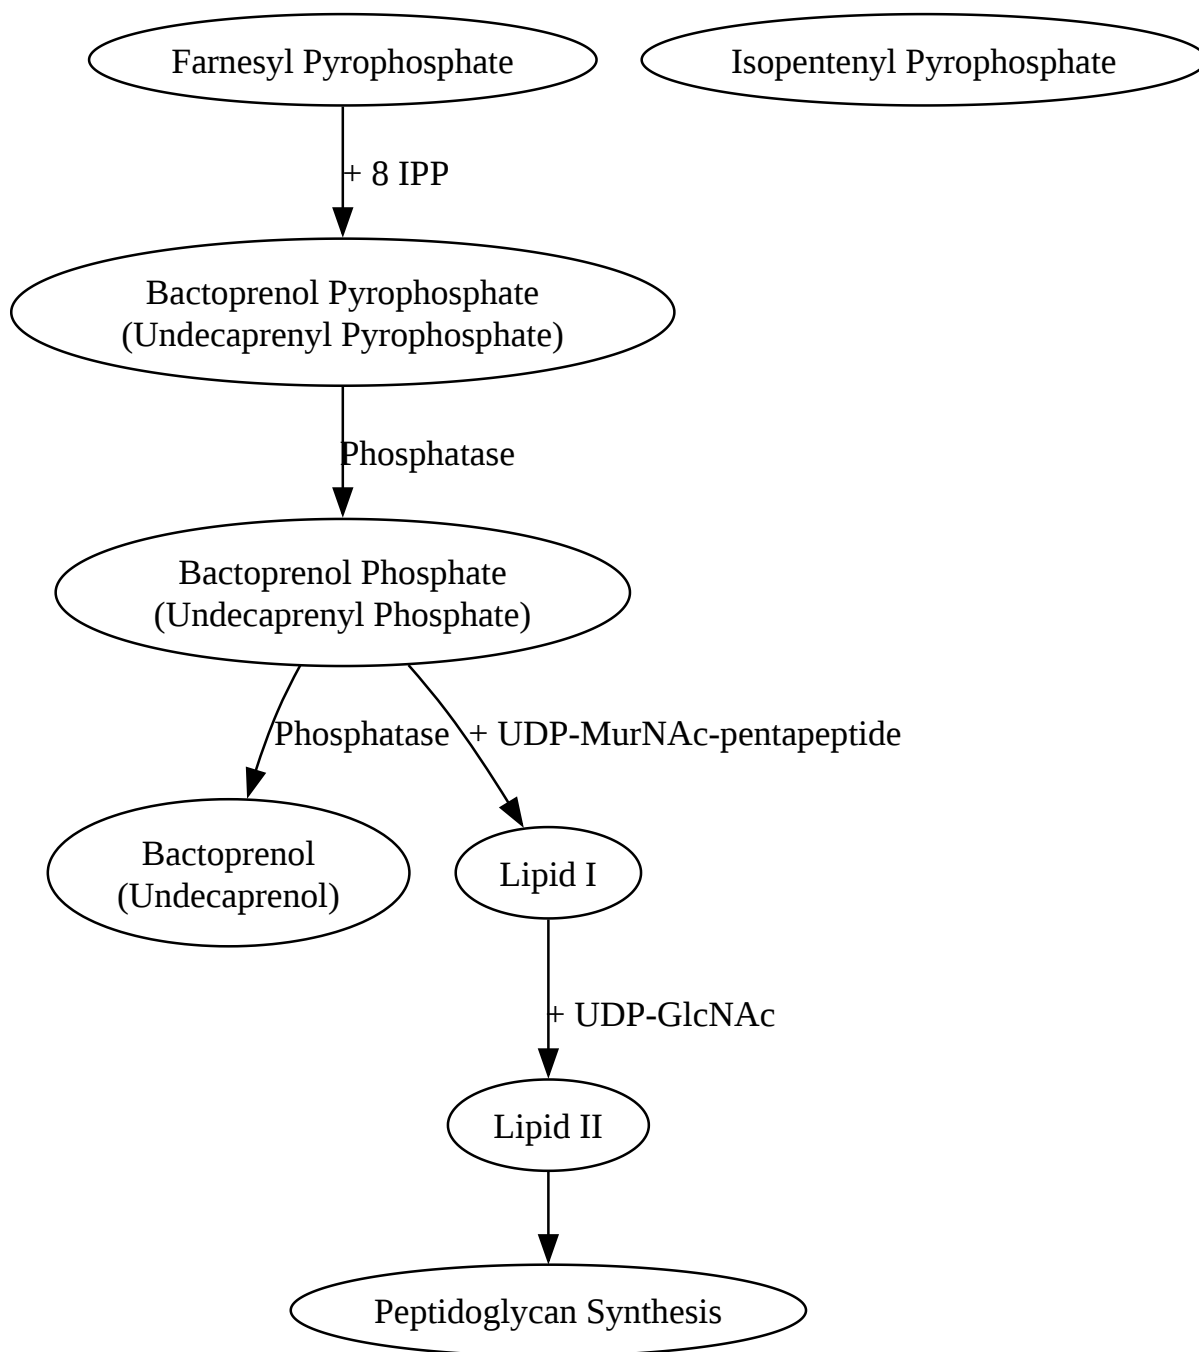 Farnesyl Pyrophosphate
Isopentenyl Pyrophosphate
+ 8 IPP
Bactoprenol Pyrophosphate
(Undecaprenyl Pyrophosphate)
Phosphatase
Bactoprenol Phosphate
(Undecaprenyl Phosphate)
Phosphatase
+ UDP-MurNAc-pentapeptide
Bactoprenol
(Undecaprenol)
Lipid I
+ UDP-GlcNAc
Lipid II
Peptidoglycan Synthesis